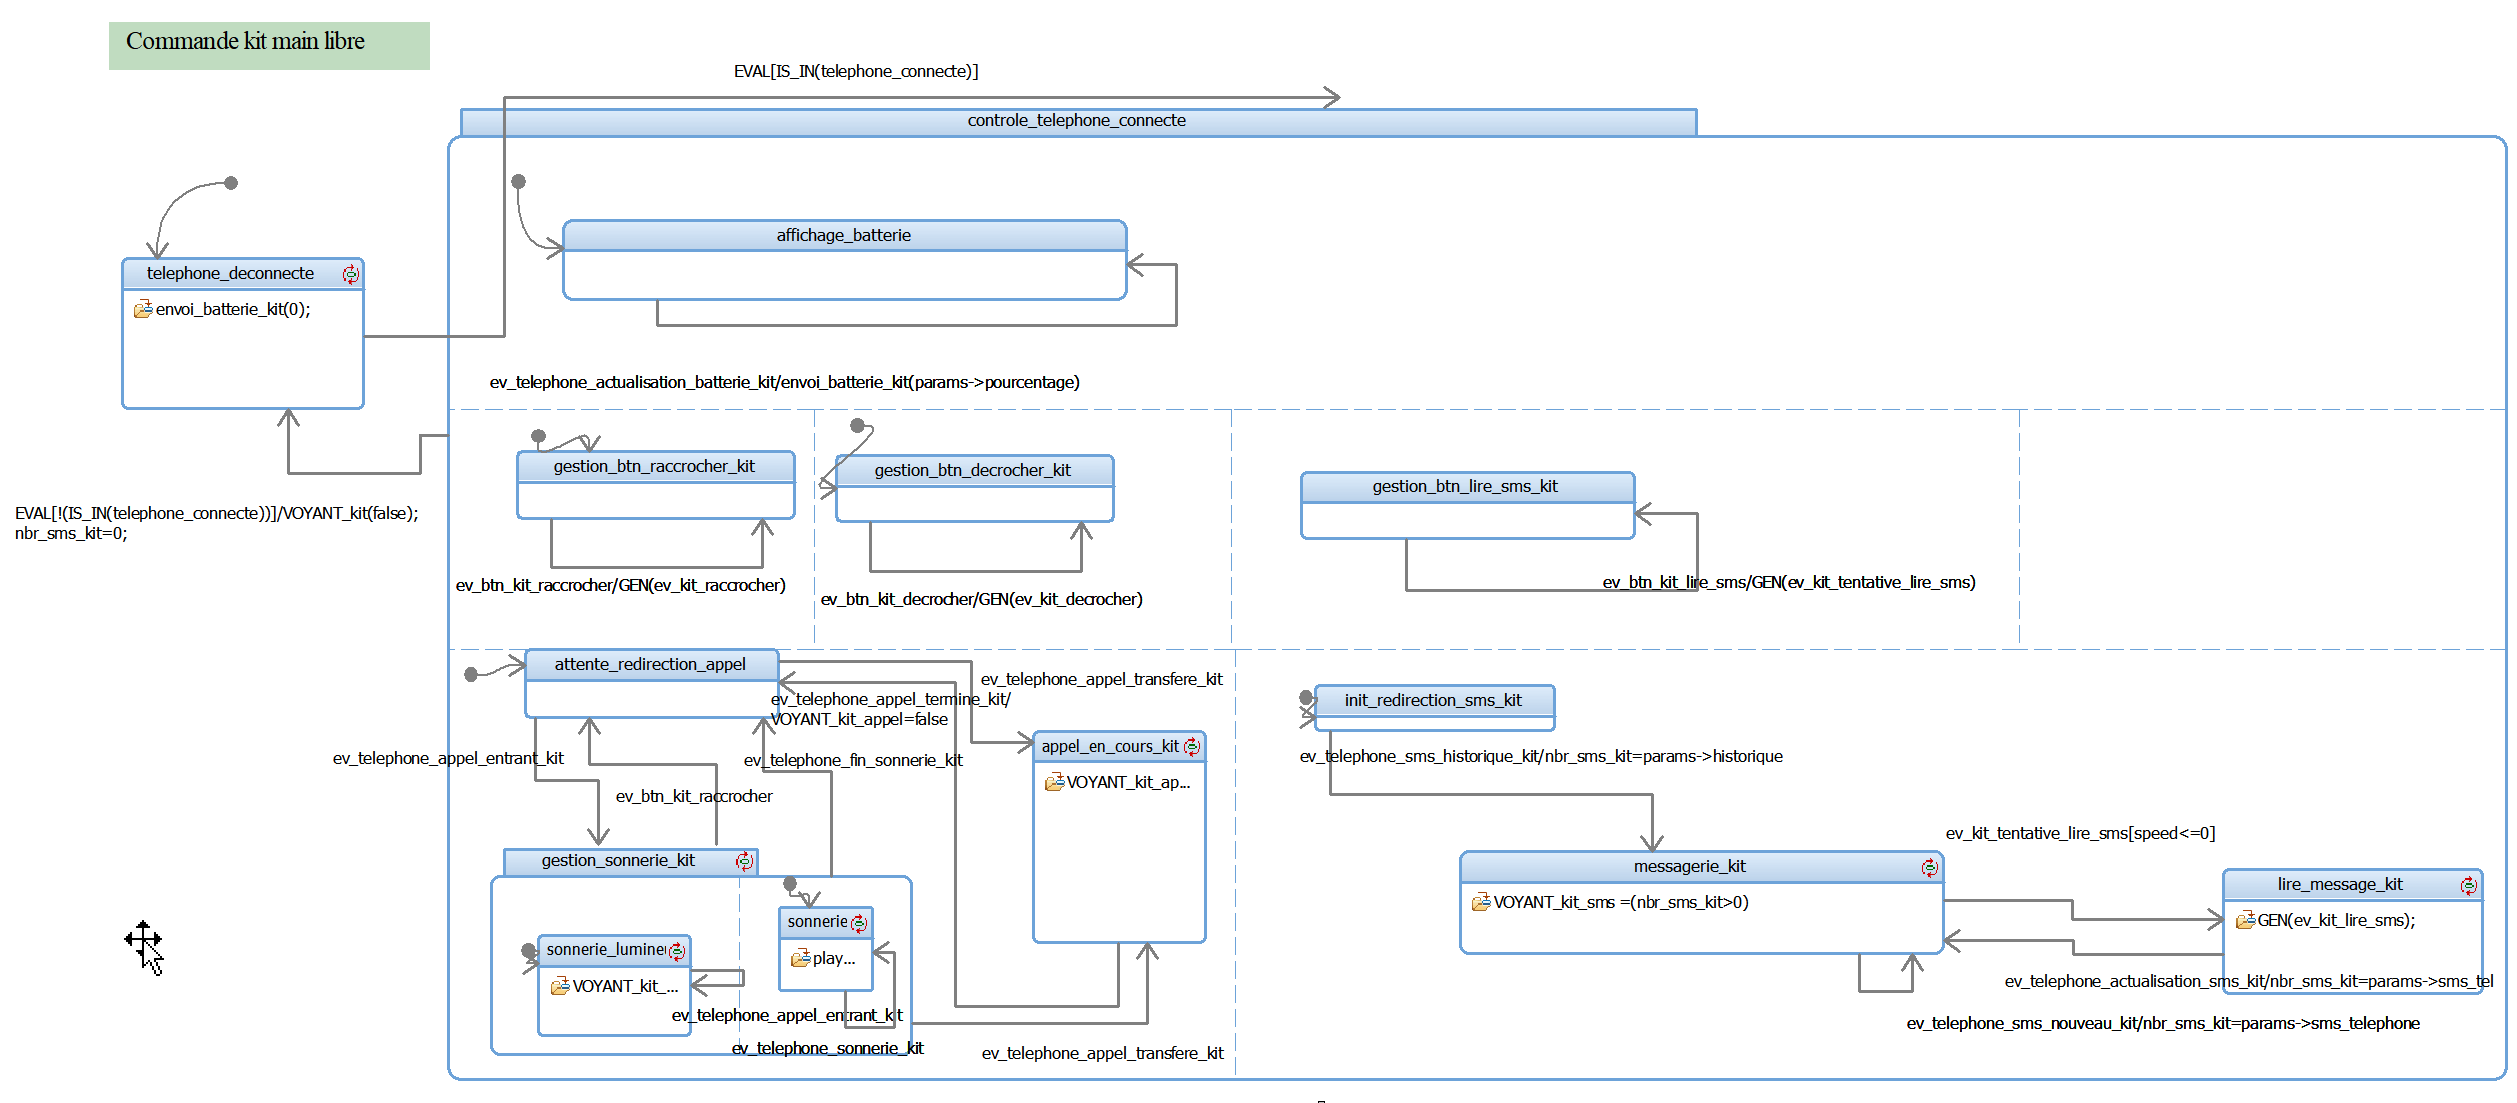 Commande kit main libre
EVAL[IS_IN(telephone_connecte)]
controle_telephone_connecte
affichage_batterie
telephone_deconnecte
envoi_batterie_kit(0);
ev_telephone_actualisation_batterie_kit/envoi_batterie_kit(params->pourcentage)
EVAL[!(IS_IN(telephone_connecte))]/VOYANT_kit(false);
nbr_sms_kit=0;
gestion_btn_raccrocher_kit
ev_btn_kit_raccrocher/GEN(ev_kit_raccrocher)
gestion_btn_decrocher_kit
ev_btn_kit_decrocher/GEN(ev_kit_decrocher)
gestion_btn_lire_sms_kit
ev_btn_kit_lire_sms/GEN(ev_kit_tentative_lire_sms)
attente_redirection_appel
ev_telephone_appel_transfere_kit
ev_telephone_appel_termine_kit/
VOYANT_kit_appel=false
ev_telephone_appel_entrant_kit
ev_telephone_fin_sonnerie_kit
ev_btn_kit_raccrocher
appel_en_cours_kit
VOYANT_kit_ap...
gestion_sonnerie_kit
sonnerie
play...
sonnerie_lumine
VOYANT_kit_...
ev_telephone_appel_entrant_kit
ev_telephone_sonnerie_kit
ev_telephone_appel_transfere_kit
init_redirection_sms_kit
ev_telephone_sms_historique_kit/nbr_sms_kit=params->historique
messagerie_kit
VOYANT_kit_sms =(nbr_sms_kit>0)
ev_kit_tentative_lire_sms[speed<=0]
lire_message_kit
GEN(ev_kit_lire_sms);
ev_telephone_actualisation_sms_kit/nbr_sms_kit=params->sms_tel
ev_telephone_sms_nouveau_kit/nbr_sms_kit=params->sms_telephone